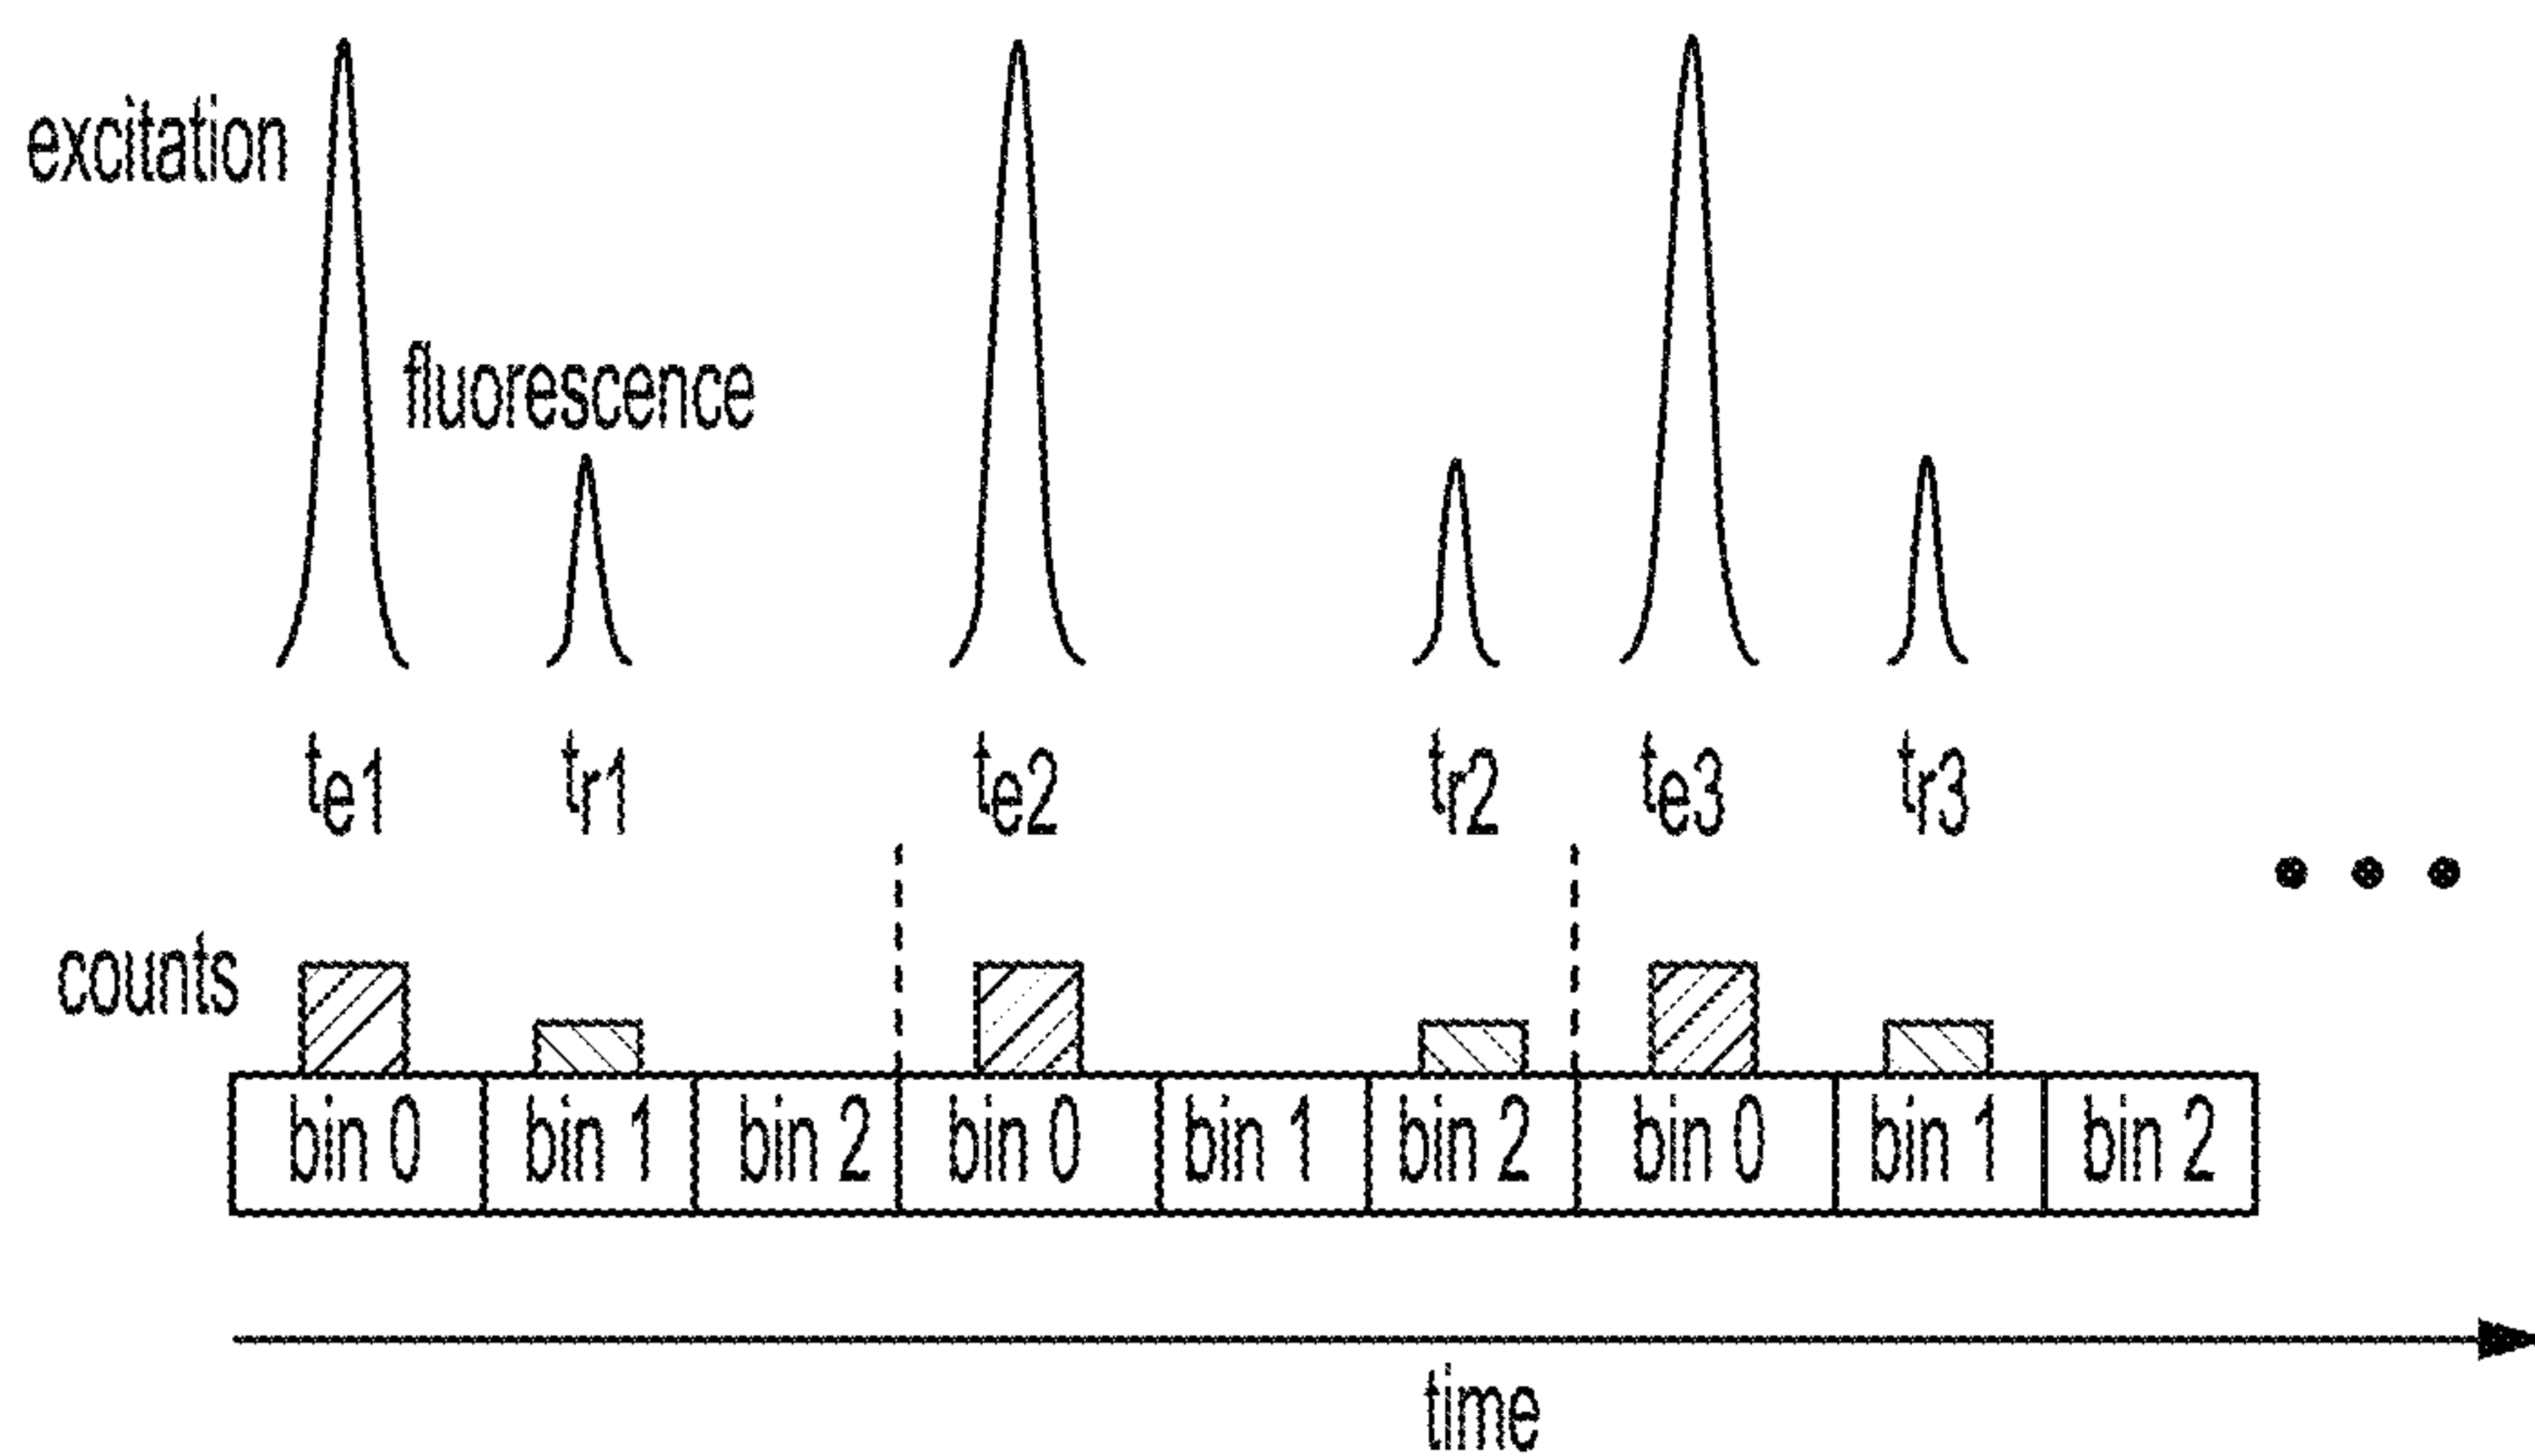 excitation
fluorescence
te1 tr1 te2 tr2 te3 tr3
counts
bin 0 bin 1 bin 2 bin 0 bin 1 bin 2 bin 0 bin 1 bin 2
time